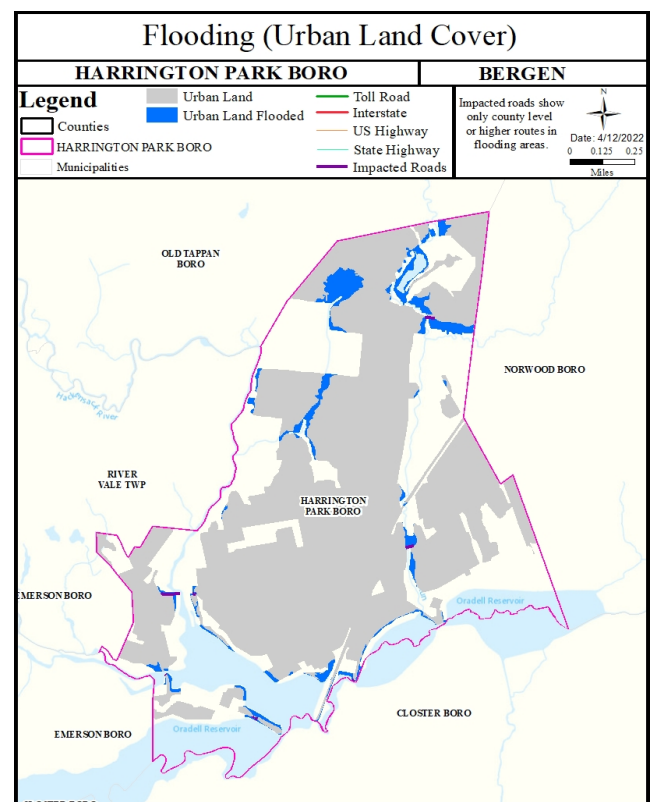 Flooding (Urban Land Cover)
HARRINGTON PARK BORO
BERGEN
Legend
Counties
HARRINGTON PARK BORO
Municipalities
Urban Land
Urban Land Flooded
Toll Road
Interstate
US Highway
State Highway
Impacted Roads
Impacted roads show
only county level
or higher routes in
flooding areas.
N
Date: 4/12/2022
0 0.125 0.25
Miles
OLD TAPPAN
BORO
Hackensack River
NORWOOD BORO
RIVER
VALE TWP
HARRINGTON
PARK BORO
EMERSON BORO
Oradell Reservoir
CLOSTER BORO
Oradell Reservoir
EMERSON BORO